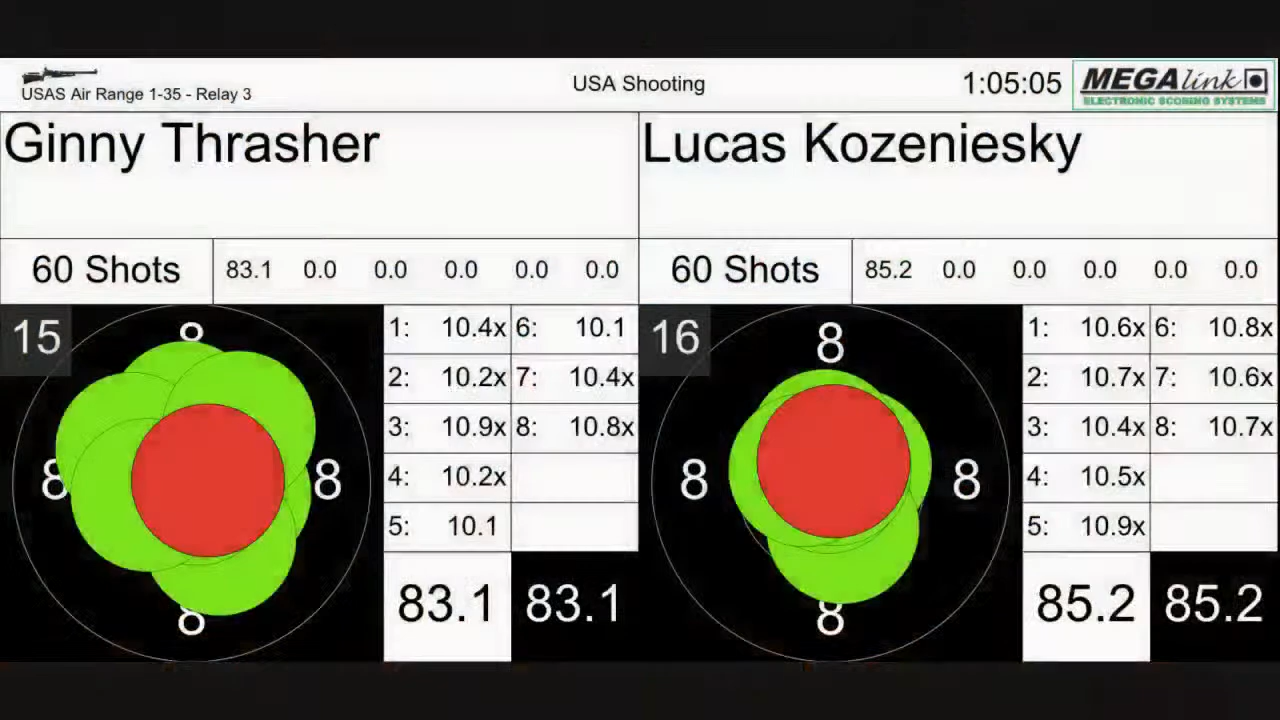 USAS Air Range 1-35 - Relay 3
USA Shooting
1:05:05
MEGAlink
ELECTRONIC SCORING SYSTEMS
Ginny Thrasher
60 Shots
83.1 0.0 0.0 0.0 0.0 0.0
15
8
8 8
8
1: 10.4x 6: 10.1
2: 10.2x 7: 10.4x
3: 10.9x 8: 10.8x
4: 10.2x
5: 10.1
83.1 83.1
Lucas Kozeniesky
60 Shots
85.2 0.0 0.0 0.0 0.0 0.0
16
8
8 8
8
1: 10.6x 6: 10.8x
2: 10.7x 7: 10.6x
3: 10.4x 8: 10.7x
4: 10.5x
5: 10.9x
85.2 85.2